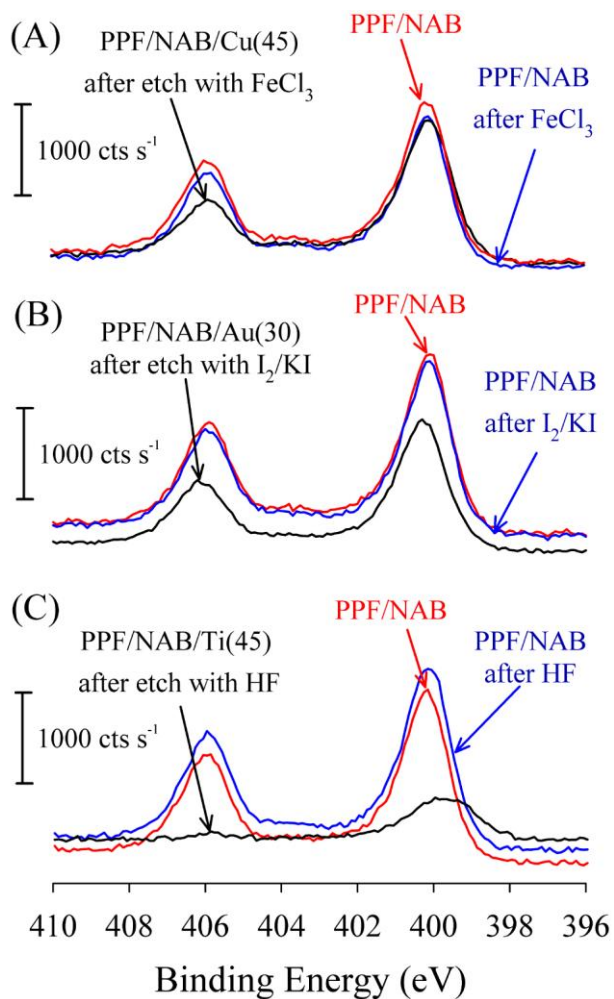 (A)
PPF/NAB/Cu(45)
after etch with FeCl₃
PPF/NAB
PPF/NAB
after FeCl₃
1000 cts s⁻¹
(B)
PPF/NAB/Au(30)
after etch with I₂/KI
PPF/NAB
PPF/NAB
after I₂/KI
1000 cts s⁻¹
(C)
PPF/NAB/Ti(45)
after etch with HF
PPF/NAB
PPF/NAB
after HF
1000 cts s⁻¹
410 408 406 404 402 400 398 396
Binding Energy (eV)